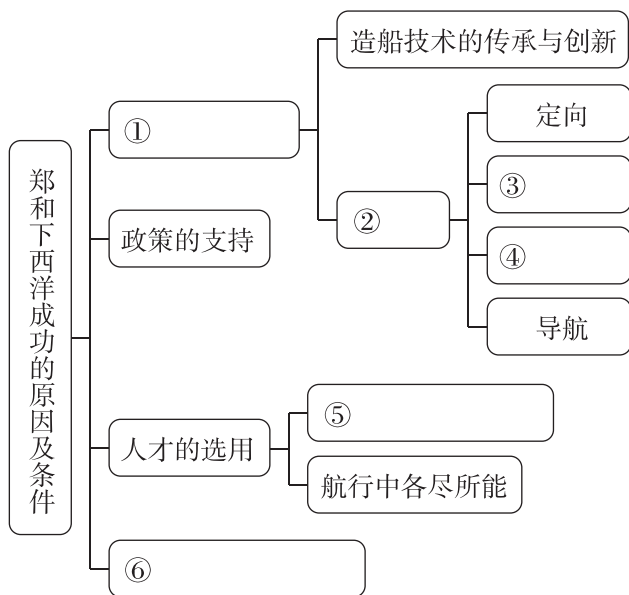 造船技术的传承与创新
①
定向
③
②
④
导航
郑和下西洋成功的原因及条件
政策的支持
人才的选用
⑤
航行中各尽所能
⑥